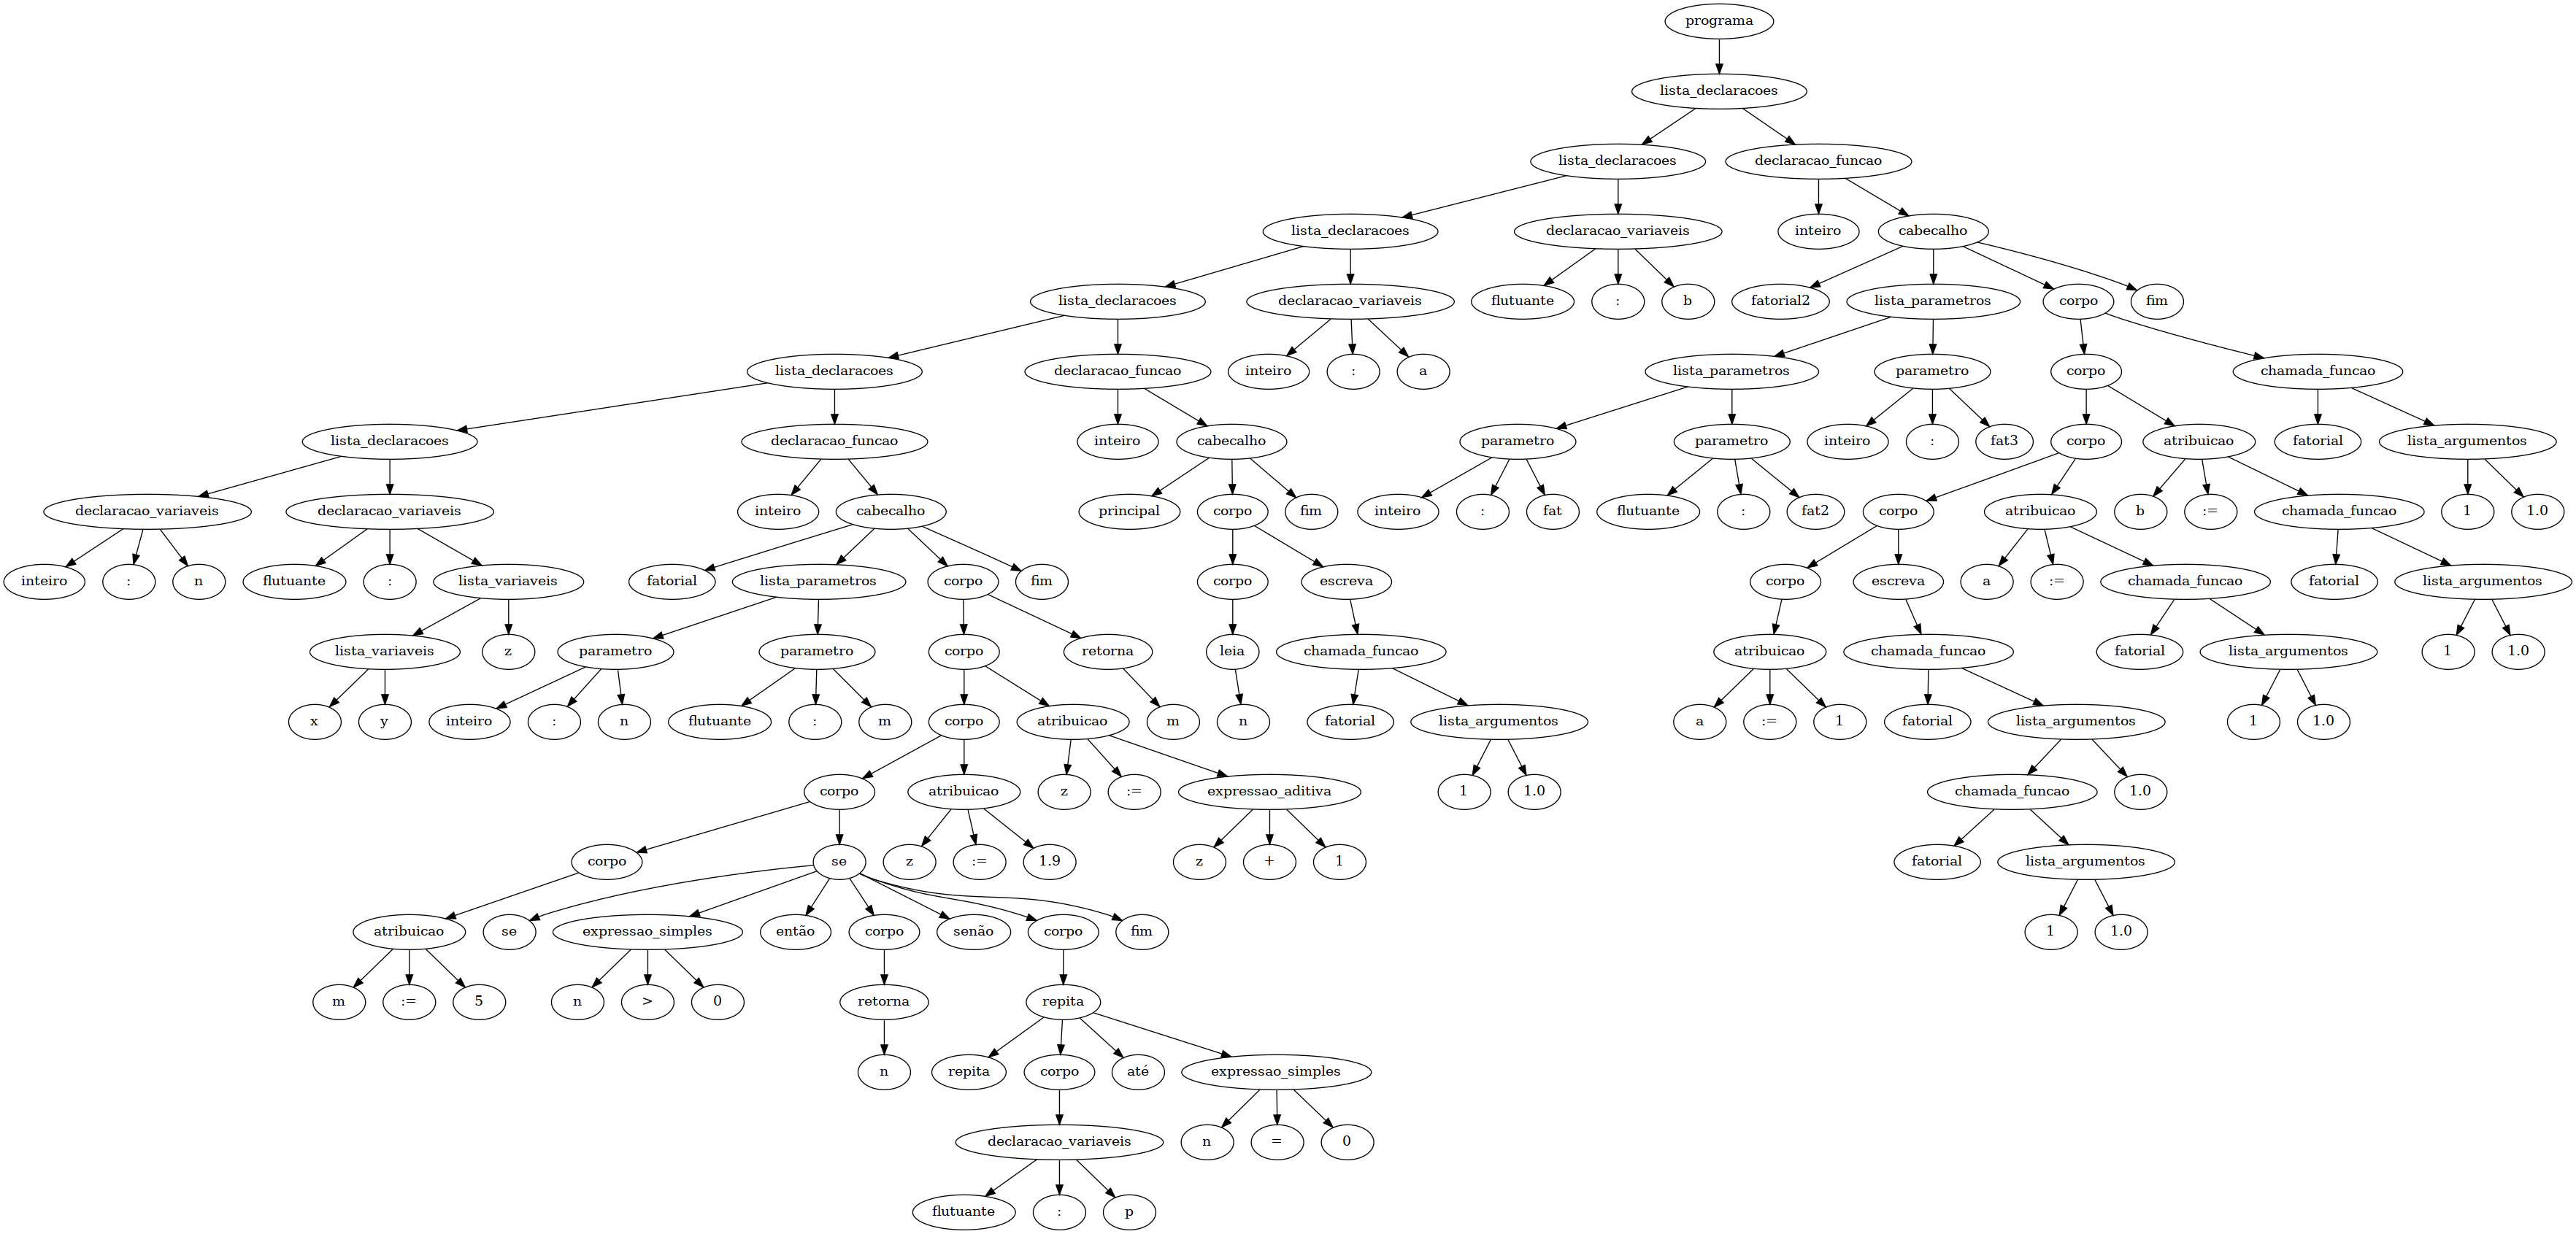 programa
lista_declaracoes
lista_declaracoes declaracao_funcao
lista_declaracoes declaracao_variaveis inteiro cabecalho
lista_declaracoes declaracao_variaveis flutuante : b fatorial2 lista_parametros corpo fim
lista_declaracoes declaracao_funcao inteiro : a lista_parametros parametro corpo chamada_funcao
lista_declaracoes declaracao_funcao inteiro cabecalho parametro parametro inteiro : fat3 corpo atribuicao fatorial lista_argumentos
declaracao_variaveis declaracao_variaveis inteiro cabecalho principal corpo fim inteiro : fat flutuante : fat2 corpo atribuicao b := chamada_funcao 1 1.0
inteiro : n flutuante : lista_variaveis fatorial lista_parametros corpo fim corpo escreva corpo escreva a := chamada_funcao fatorial lista_argumentos
lista_variaveis z parametro parametro corpo retorna leia chamada_funcao atribuicao chamada_funcao fatorial lista_argumentos 1 1.0
x y inteiro : n flutuante : m corpo atribuicao m n fatorial lista_argumentos a := 1 fatorial lista_argumentos 1 1.0
corpo atribuicao z := expressao_aditiva 1 1.0 chamada_funcao 1.0
corpo se z := 1.9 z + 1 fatorial lista_argumentos
atribuicao se expressao_simples então corpo senão corpo fim 1 1.0
m := 5 n > 0 retorna repita
n repita corpo até expressao_simples
declaracao_variaveis n = 0
flutuante : p